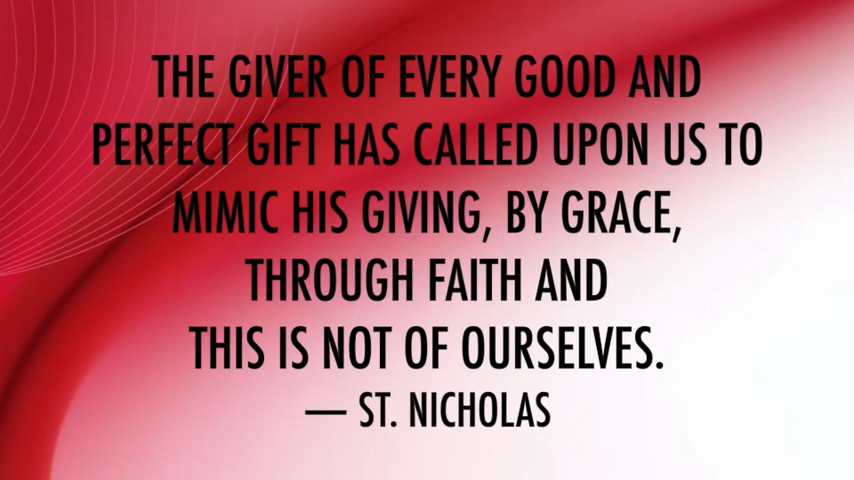 THE GIVER OF EVERY GOOD AND
PERFECT GIFT HAS CALLED UPON US TO
MIMIC HIS GIVING, BY GRACE,
THROUGH FAITH AND
THIS IS NOT OF OURSELVES.
— ST. NICHOLAS